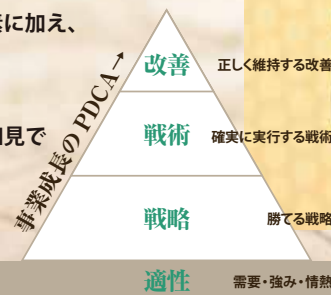 に加え、
改善
正しく維持する改善
事業成長のPDCA→
見で
戦術
確実に実行する戦術
戦略
勝てる戦略
適性
需要・強み・情熱